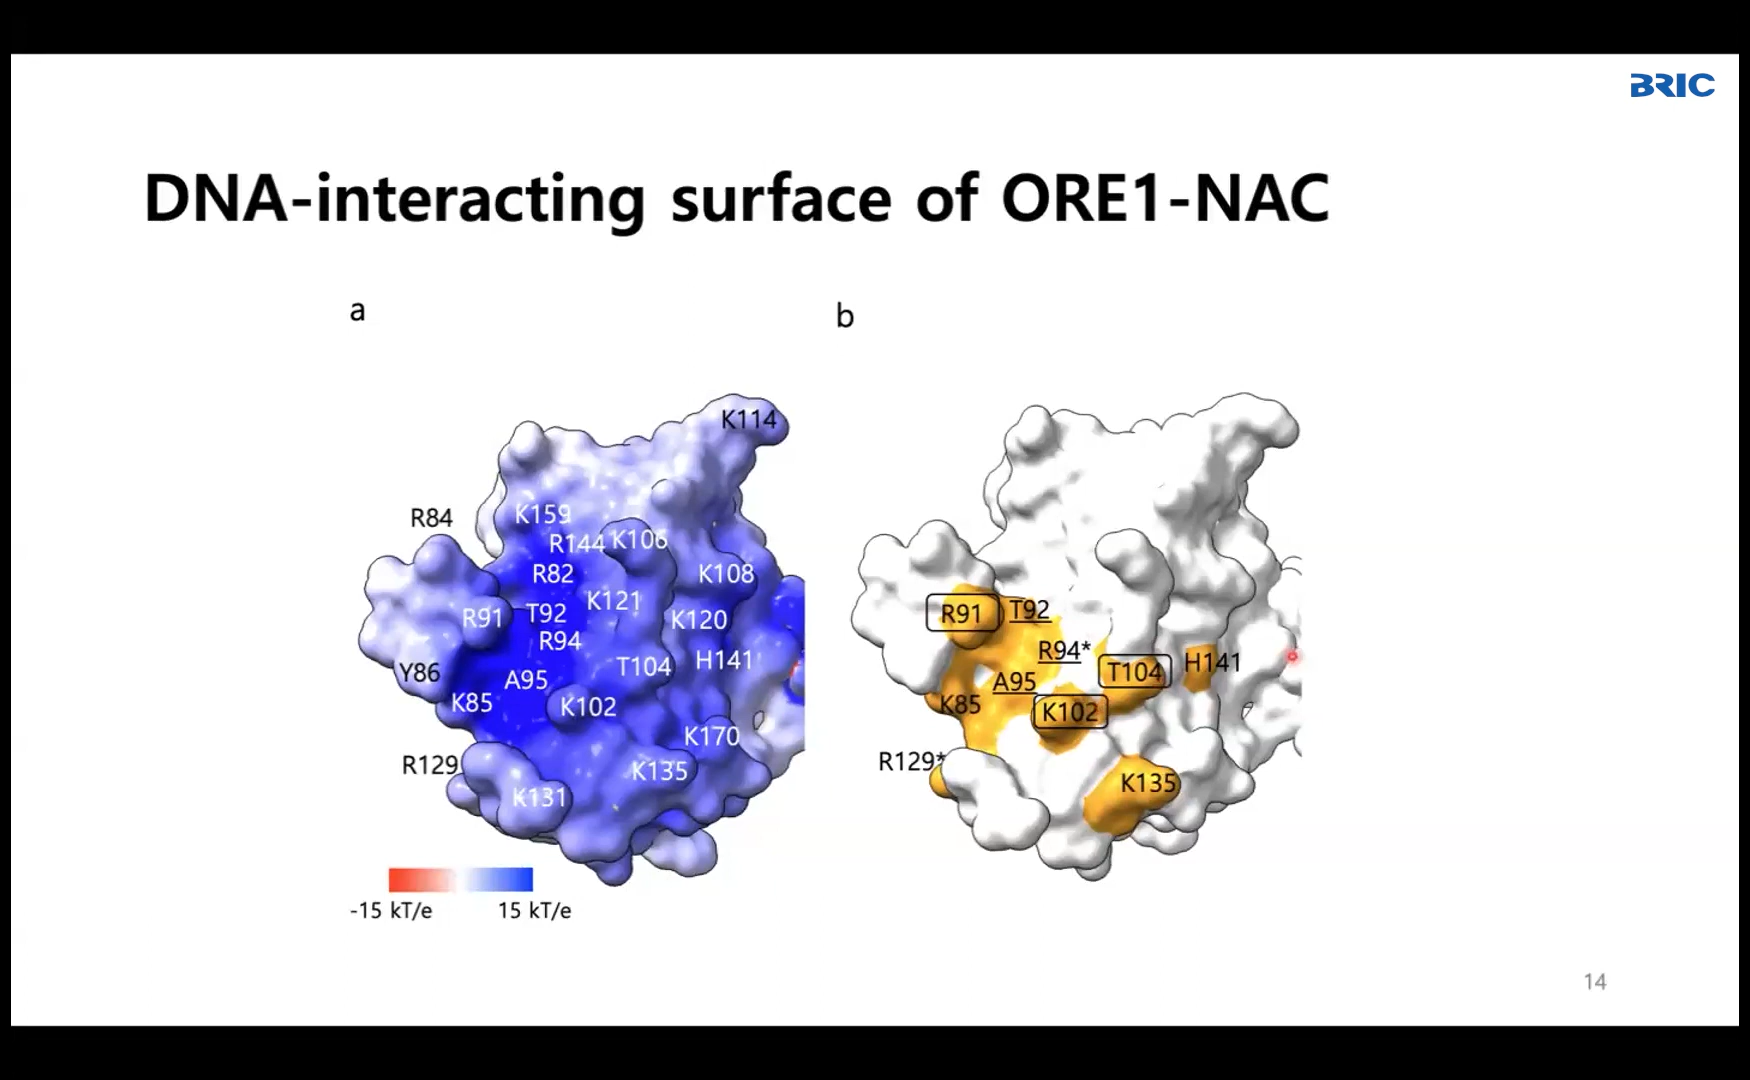 BRIC
DNA-interacting surface of ORE1-NAC
a
K114
R84
K159
R144 K106
R82
K108
K121
R91
T92
K120
R94
T104
H141
Y86
A95
K85
K102
K170
R129
K135
K131
-15 kT/e
15 kT/e
b
R91
T92
R94*
H141
T104
A95
K85
K102
R129*
K135
14